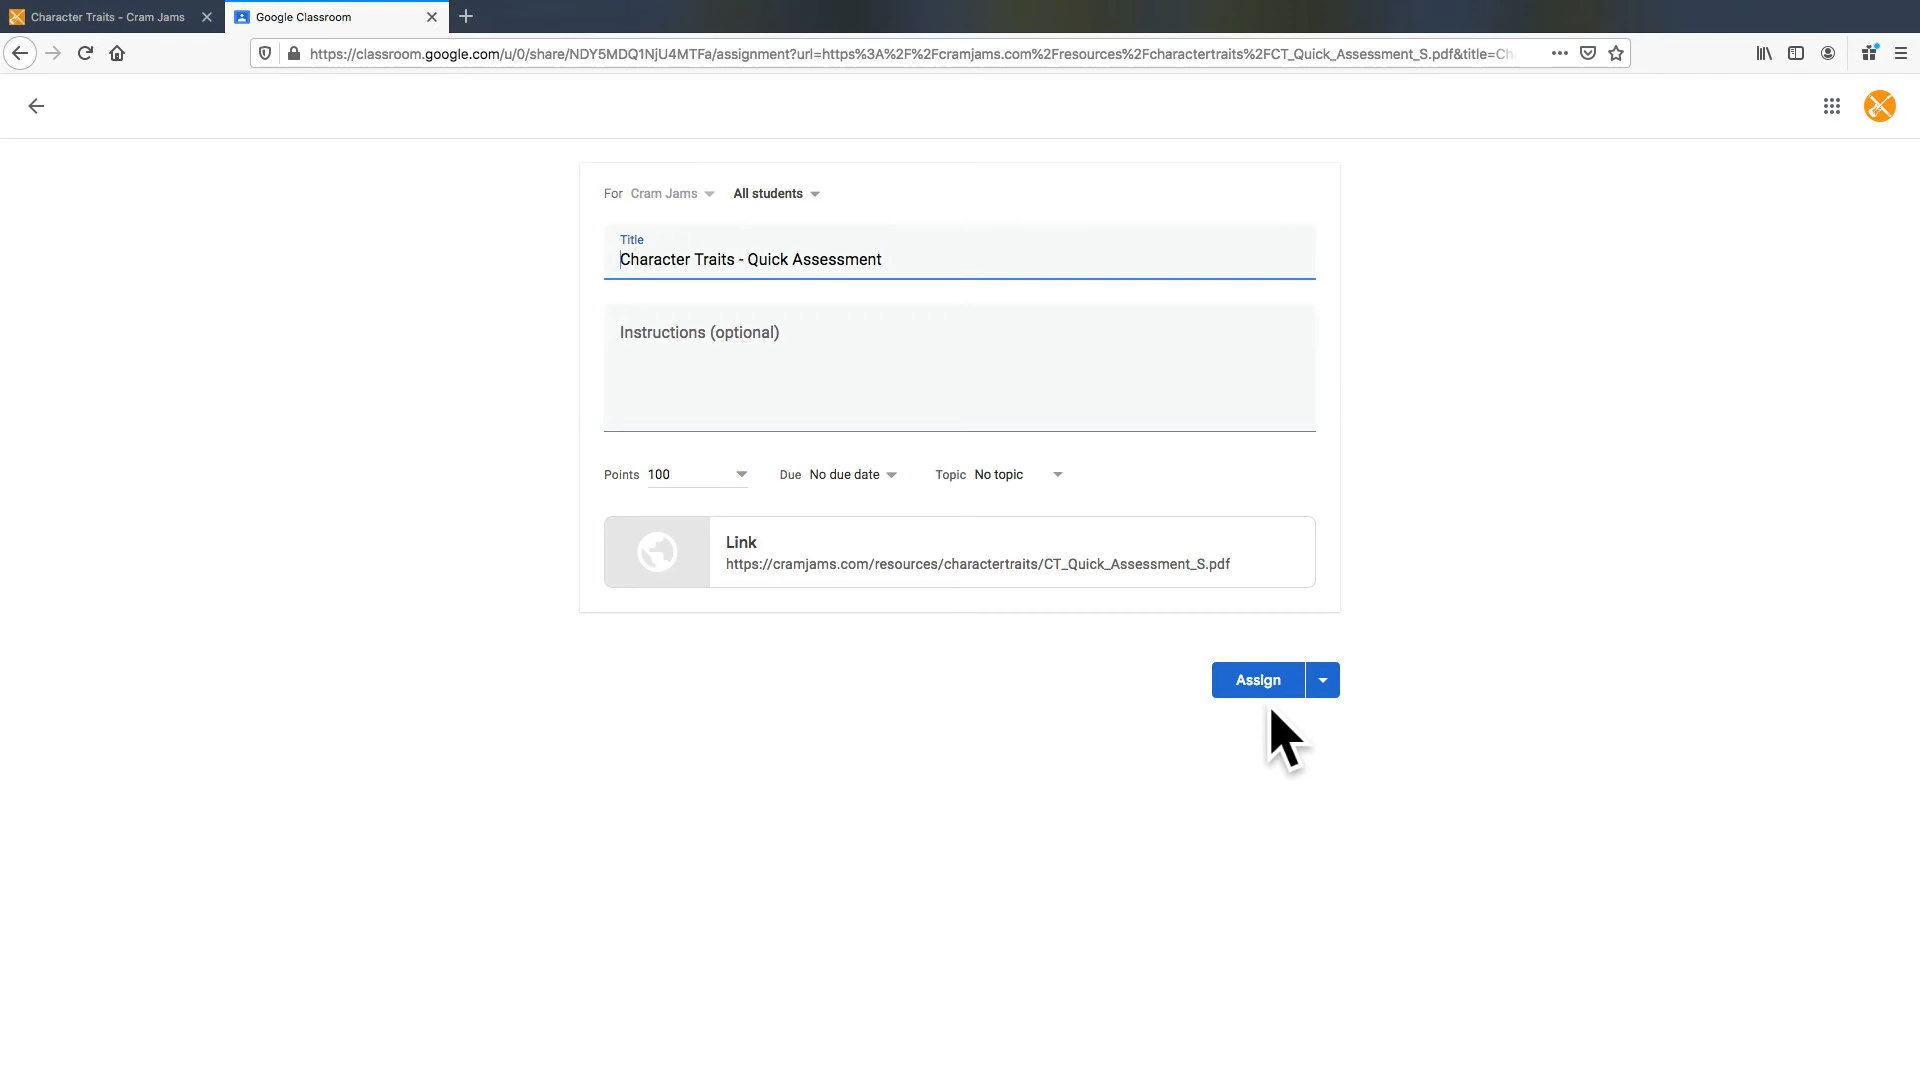 Character Traits - Cram Jams
Google Classroom
https://classroom.google.com/u/0/share/NDY5MDQ1NjU4MTFa/assignment?url=https%3A%2F%2Fcramjams.com%2Fresources%2Fcharactertraits%2FCT_Quick_Assessment_S.pdf&title=Ch
For Cram Jams All students
Title
Character Traits - Quick Assessment
Instructions (optional)
Points 100 Due No due date Topic No topic
Link
https://cramjams.com/resources/charactertraits/CT_Quick_Assessment_S.pdf
Assign